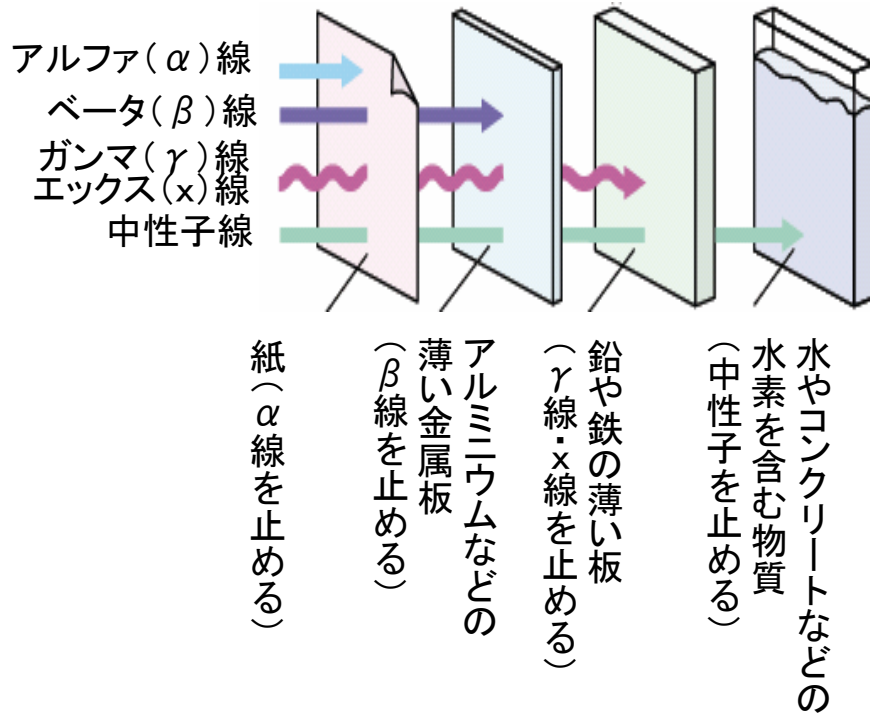 アルファ(α)線
ベータ(β)線
ガンマ(γ)線
エックス(x)線
中性子線
紙(α線を止める)
アルミニウムなどの
薄い金属板
(β線を止める)
鉛や鉄の薄い板
(γ線・x線を止める)
水やコンクリートなどの
水素を含む物質
(中性子を止める)